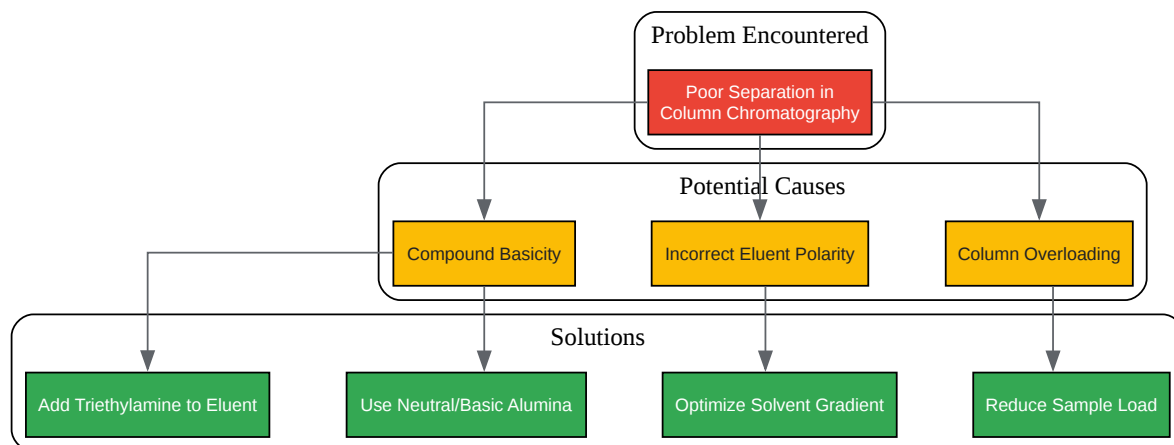 Problem Encountered
Poor Separation in
Column Chromatography
Potential Causes
Compound Basicity
Incorrect Eluent Polarity
Column Overloading
Solutions
Add Triethylamine to Eluent
Use Neutral/Basic Alumina
Optimize Solvent Gradient
Reduce Sample Load